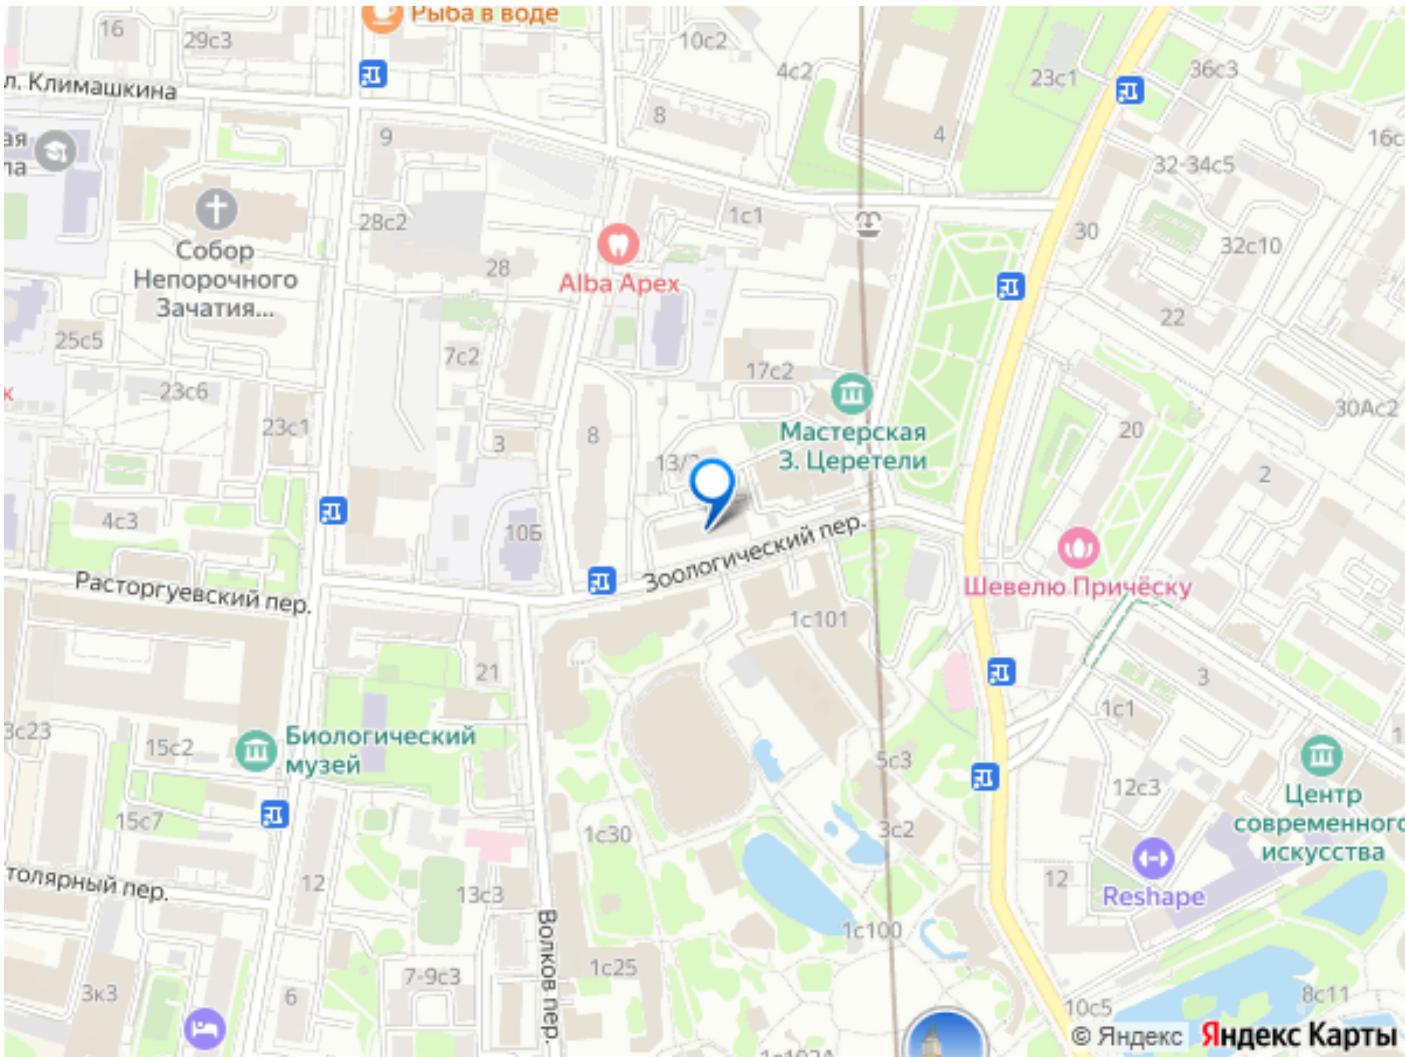 Рыба в воде
16
29с3
10с2
4с2
23с1
36с3
л. Климашкина
8
9
4
16с
ая
ла
32-34с5
28с2
1с1
30
32с10
Собор
Непорочного
Зачатия...
28
Alba Apex
22
25с5
7с2
17с2
23с6
к
30Ас2
23с1
3
8
Мастерская
З. Церетели
20
13/
2
4с3
10Б
Зоологический пер.
Шевелю Причёску
Расторгуевский пер.
1с101
21
3
1с1
3с23
15с2
Биологический
музей
5с3
12с3
Центр
современного
искусства
15с7
1с30
3с2
толярный пер.
12
13с3
12
Reshape
Волков пер.
1с100
7-9с3
1с25
3к3
6
10с5
8с11
© Яндекс
Яндекс Карты